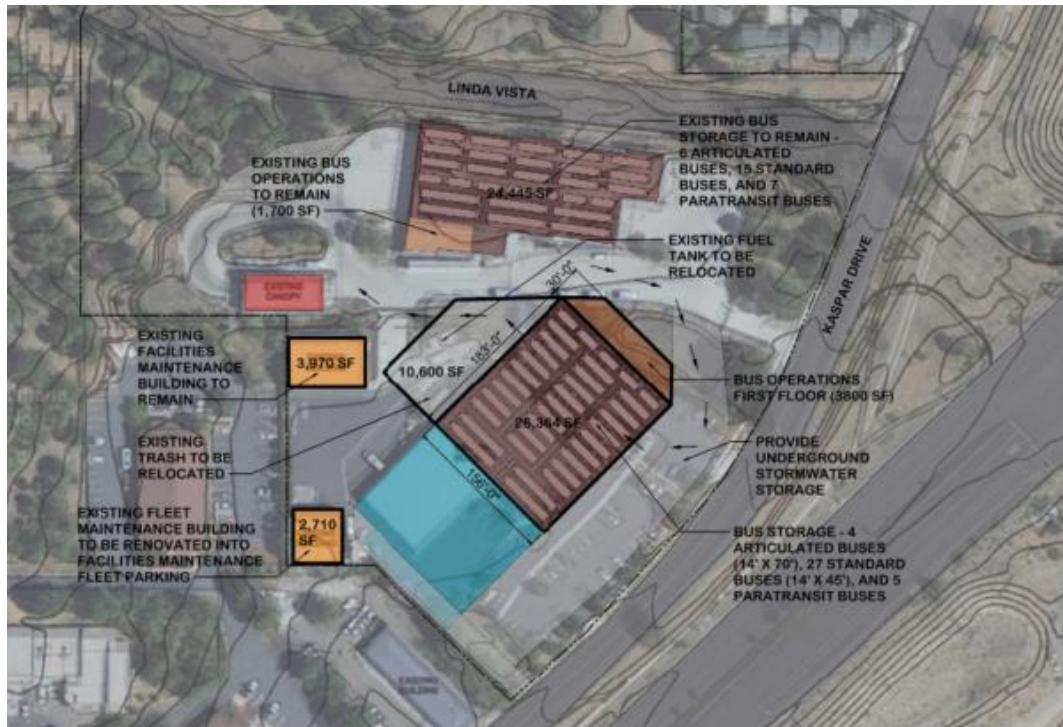 LINDA VISTA
EXISTING BUS
STORAGE TO REMAIN -
6 ARTICULATED
BUSES, 15 STANDARD
BUSES, AND 7
PARATRANSIT BUSES
EXISTING BUS
OPERATIONS
TO REMAIN
(1,700 SF)
24,445 SF
EXISTING FUEL
TANK TO BE
RELOCATED
KASPAR DRIVE
30'-0"
EXISTING
CANOPY
EXISTING
FACILITIES
MAINTENANCE
BUILDING TO
REMAIN
3,970 SF
183'-0"
10,600 SF
BUS OPERATIONS
FIRST FLOOR (3800 SF)
26,364 SF
EXISTING
TRASH TO BE
RELOCATED
156'-0"
PROVIDE
UNDERGROUND
STORMWATER
STORAGE
EXISTING FLEET
MAINTENANCE BUILDING
TO BE RENOVATED INTO
FACILITIES MAINTENANCE
FLEET PARKING
2,710
SF
BUS STORAGE - 4
ARTICULATED BUSES
(14' X 70'), 27 STANDARD
BUSES (14' X 45'), AND 5
PARATRANSIT BUSES
EXISTING
BUILDING